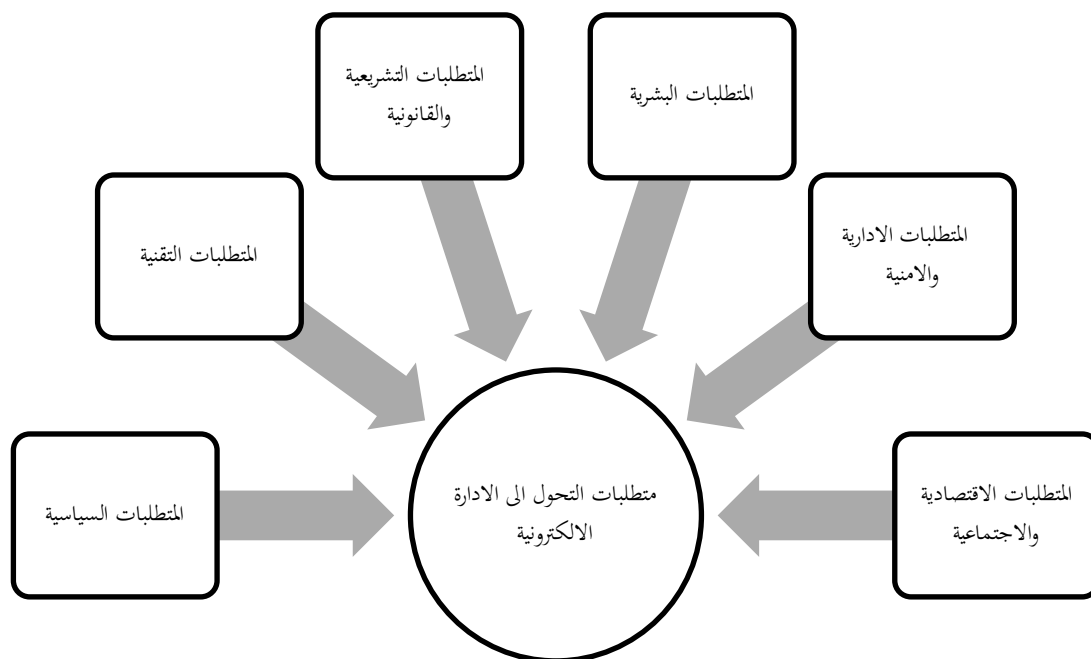 المتطلبات البشرية
المتطلبات التشريعية
والقانونية
المتطلبات الادارية
والامنية
المتطلبات التقنية
المتطلبات الاقتصادية
والاجتماعية
متطلبات التحول الى الادارة
الالكترونية
المتطلبات السياسية